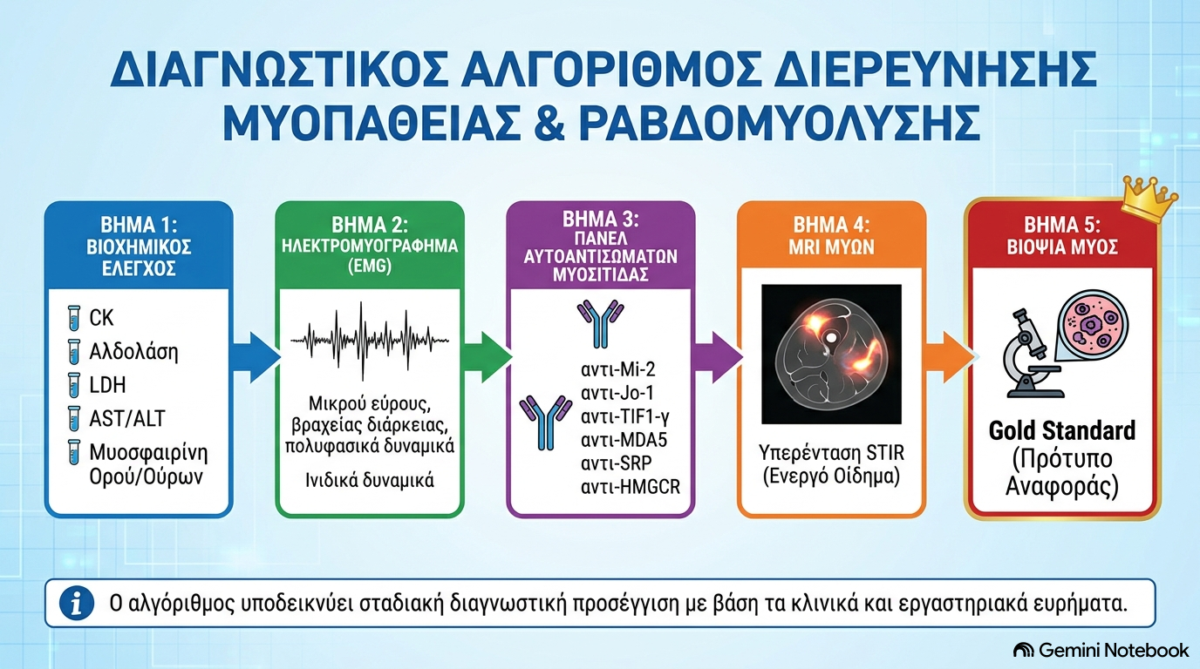 ΔΙΑΓΝΩΣΤΙΚΟΣ ΑΛΓΟΡΙΘΜΟΣ ΔΙΕΡΕΥΝΗΣΗΣ
ΜΥΟΠΑΘΕΙΑΣ & ΡΑΒΔΟΜΥΟΛΥΣΗΣ
ΒΗΜΑ 1:
ΒΙΟΧΗΜΙΚΟΣ
ΕΛΕΓΧΟΣ
CK
Αλδολάση
LDH
AST/ALT
Μυοσφαιρίνη
Ορού/Ούρων
ΒΗΜΑ 2:
ΗΛΕΚΤΡΟΜΥΟΓΡΑΦΗΜΑ
(EMG)
Μικρού εύρους,
βραχείας διάρκειας,
πολυφασικά δυναμικά
Ινιδικά δυναμικά
ΒΗΜΑ 3:
ΠΑΝΕΛ
ΑΥΤΟΑΝΤΙΣΩΜΑΤΩΝ
ΜΥΟΣΙΤΙΔΑΣ
αντι-Mi-2
αντι-Jo-1
αντι-TIF1-γ
αντι-MDA5
αντι-SRP
αντι-HMGCR
ΒΗΜΑ 4:
MRI ΜΥΩΝ
Υπερένταση STIR
(Ενεργό Οίδημα)
ΒΗΜΑ 5:
ΒΙΟΨΙΑ ΜΥΟΣ
Gold Standard
(Πρότυπο
Αναφοράς)
i Ο αλγόριθμος υποδεικνύει σταδιακή διαγνωστική προσέγγιση με βάση τα κλινικά και εργαστηριακά ευρήματα.
Gemini Notebook